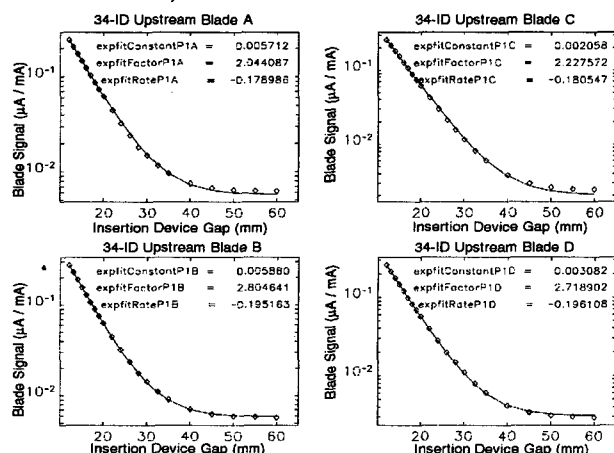 34-ID Upstream Blade A
expfitConstantP1A = 0.005712
expfitFactorP1A = 2.044087
expfitRateP1A = -0.178986
Blade Signal (μA / mA)
10⁻¹
10⁻²
20 30 40 50 60
Insertion Device Gap (mm)
34-ID Upstream Blade C
expfitConstantP1C = 0.002058
expfitFactorP1C = 2.227572
expfitRateP1C = -0.180547
Blade Signal (μA / mA)
10⁻¹
10⁻²
20 30 40 50 60
Insertion Device Gap (mm)
34-ID Upstream Blade B
expfitConstantP1B = 0.005880
expfitFactorP1B = 2.804641
expfitRateP1B = -0.195163
Blade Signal (μA / mA)
10⁻¹
10⁻²
20 30 40 50 60
Insertion Device Gap (mm)
34-ID Upstream Blade D
expfitConstantP1D = 0.003082
expfitFactorP1D = 2.718902
expfitRateP1D = -0.196108
Blade Signal (μA / mA)
10⁻¹
10⁻²
20 30 40 50 60
Insertion Device Gap (mm)